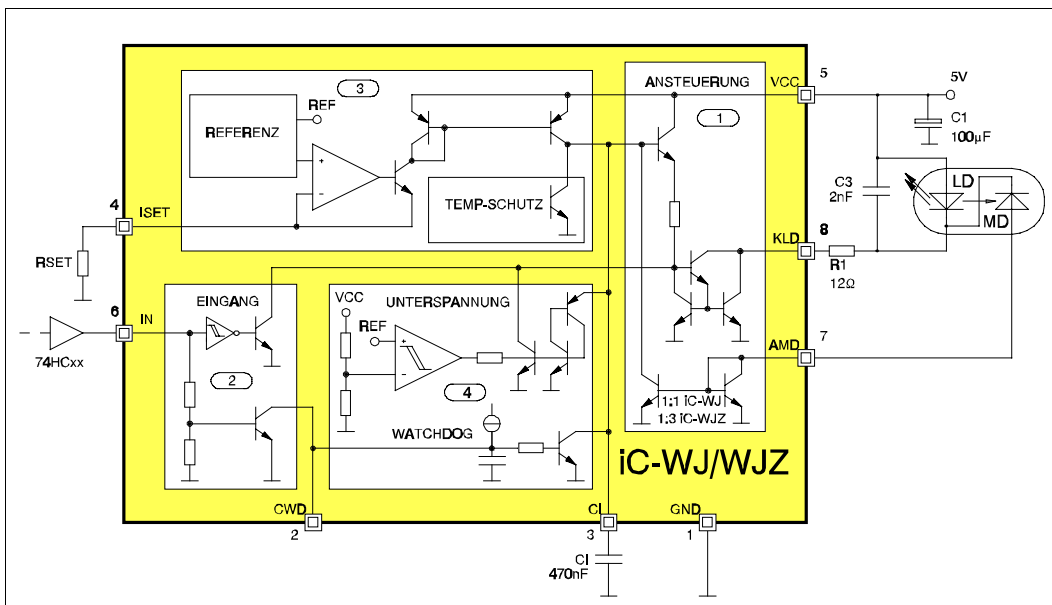 3
REFERENZ
REF
TEMP-SCHUTZ
ANSTEUERUNG
1
VCC
5
5V
C1
100µF
C3
2nF
LD
MD
4
ISET
RSET
8
KLD
R1
12Ω
6
IN
74HCxx
EINGANG
2
UNTERSPANNUNG
VCC
REF
4
WATCHDOG
7
AMD
1:1 iC-WJ
1:3 iC-WJZ
iC-WJ/WJZ
CWD
2
CI
3
GND
1
CI
470nF
+
-
+
-